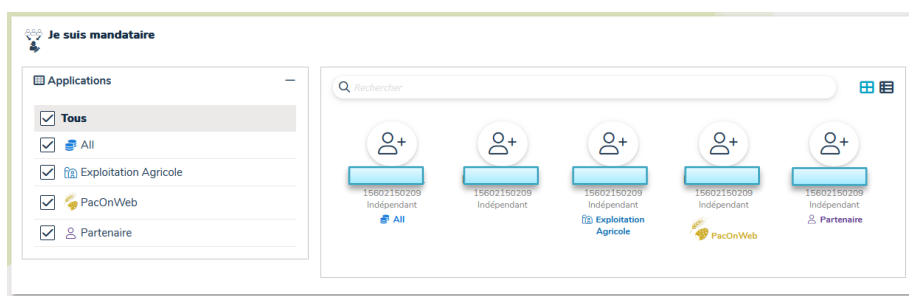 Je suis mandataire
Applications
Tous
All
Exploitation Agricole
PacOnWeb
Partenaire
Rechercher
15602150209
Indépendant
All
15602150209
Indépendant
15602150209
Indépendant
Exploitation
Agricole
15602150209
Indépendant
PacOnWeb
15602150209
Indépendant
Partenaire